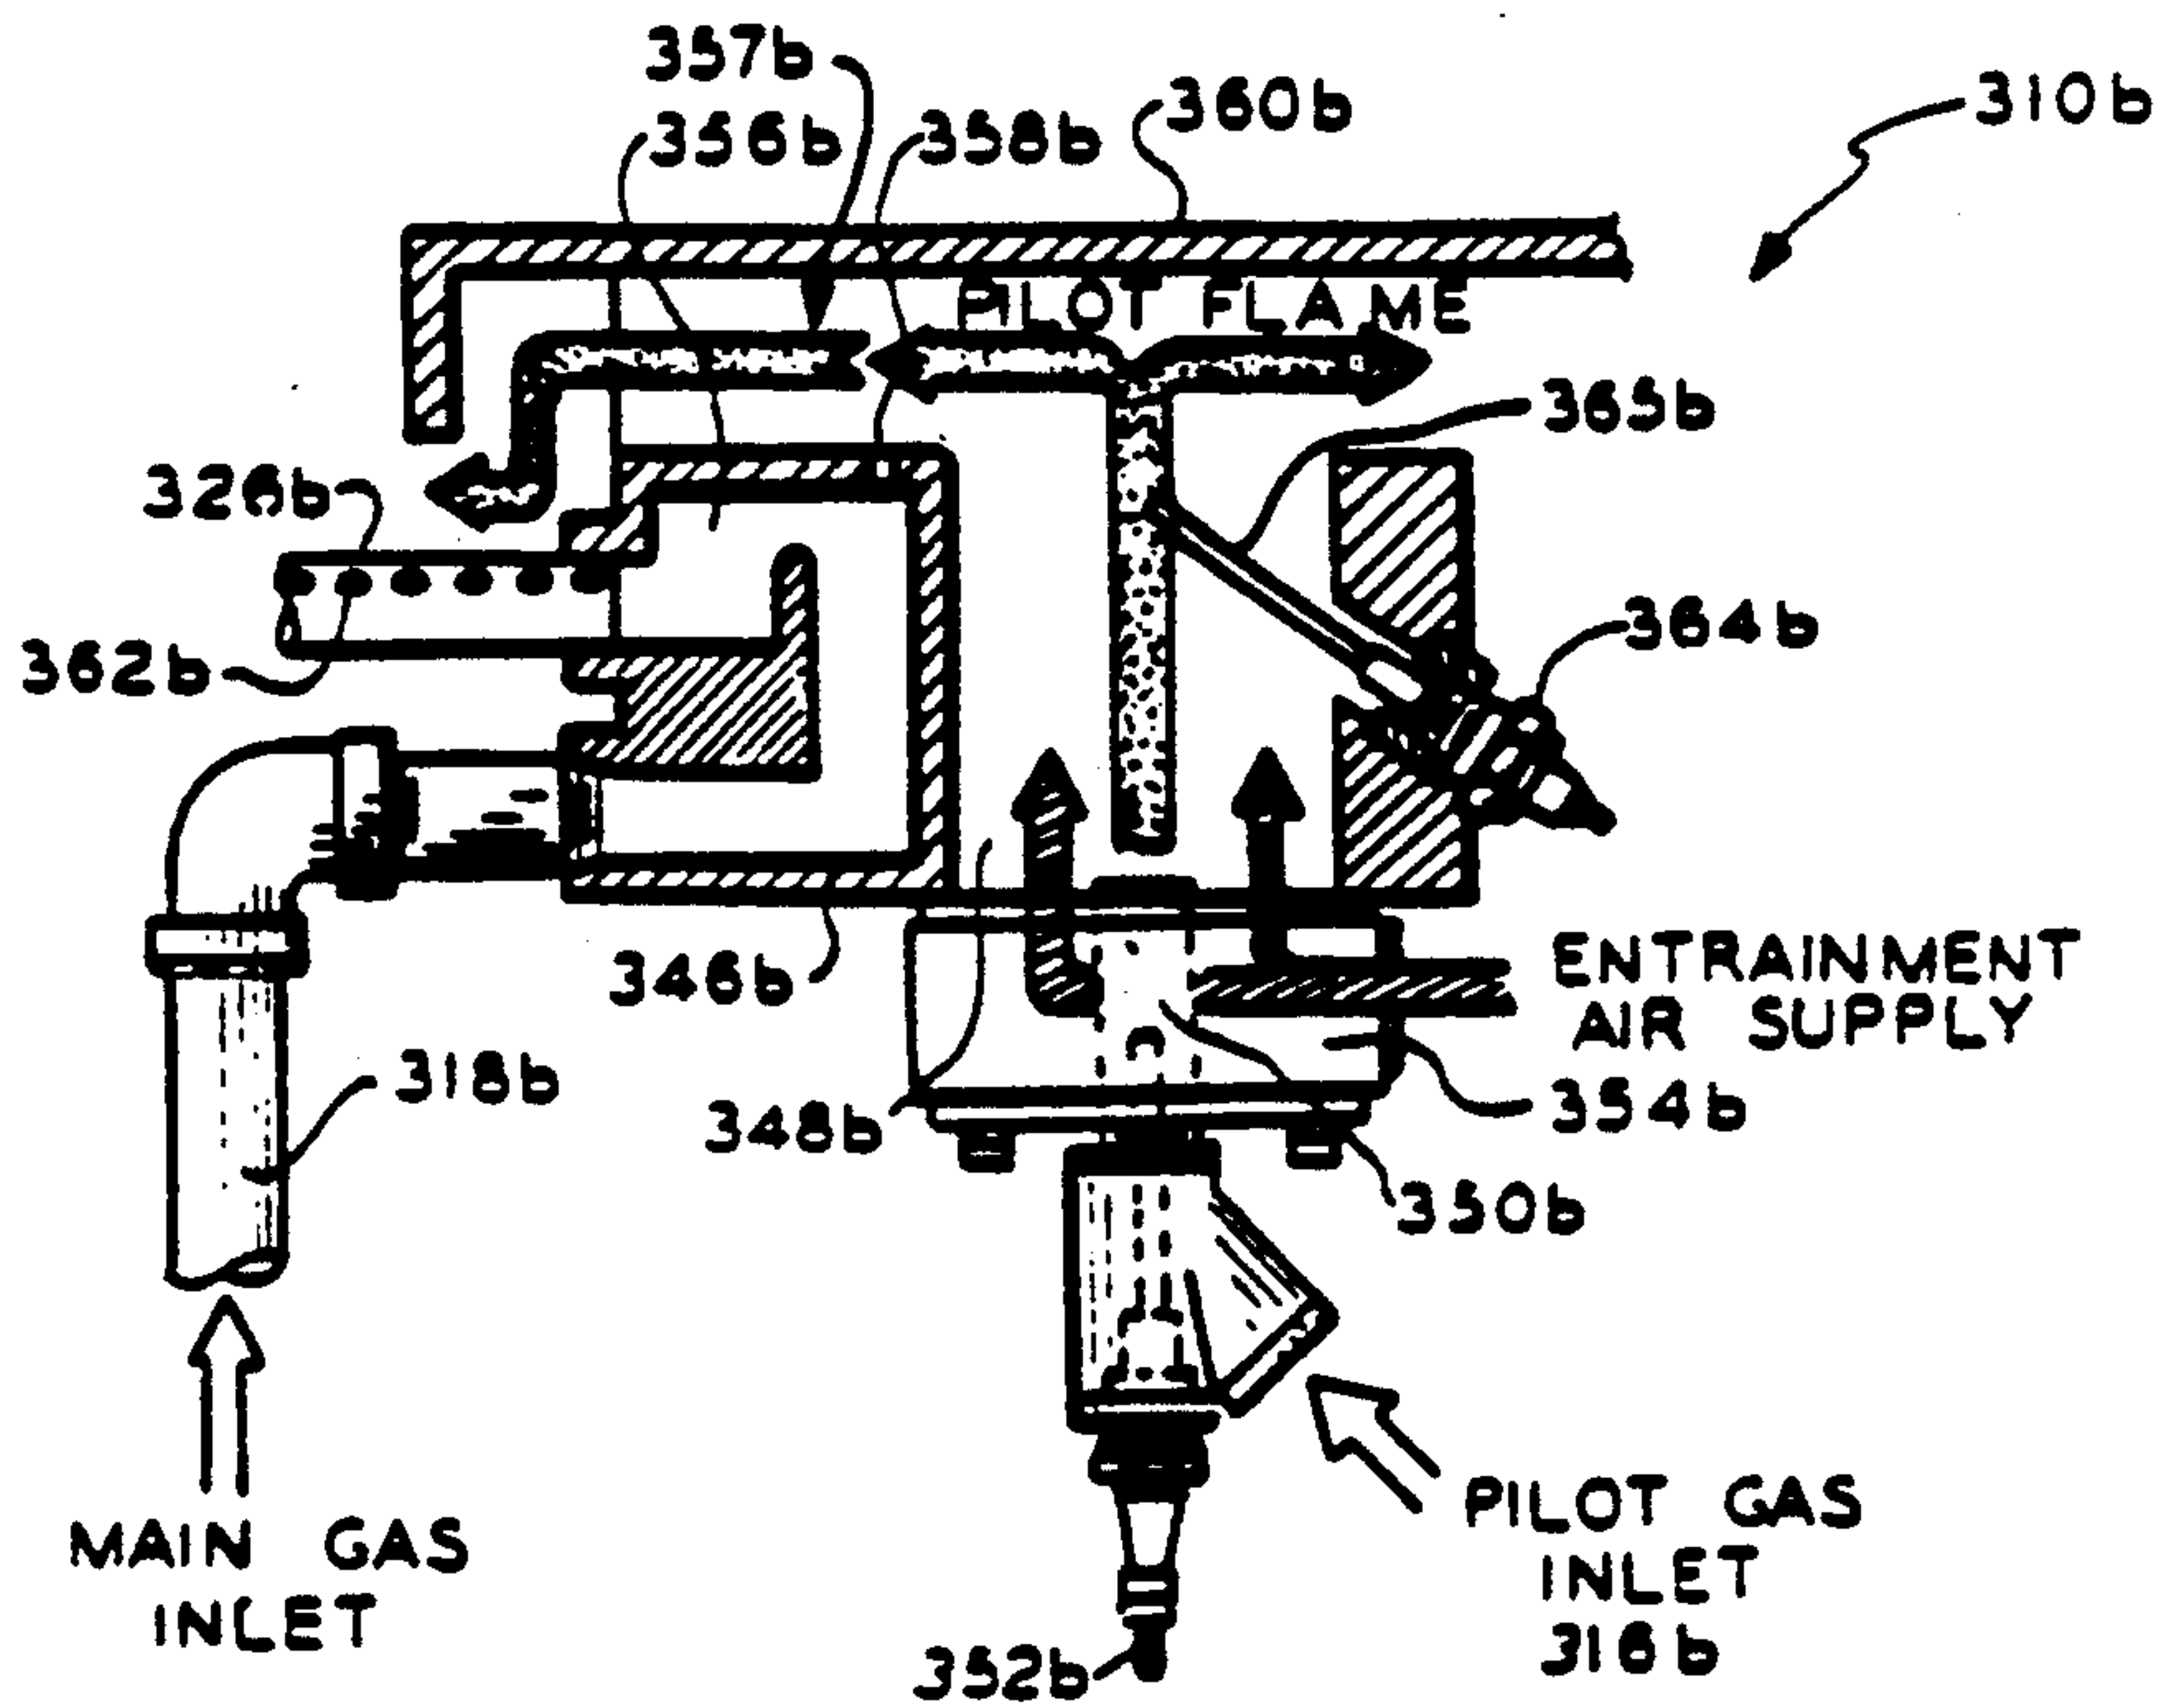 357b
356b
358b
360b
310b
PILOT FLAME
365b
326b
364b
362b
ENTRAINMENT
AIR SUPPLY
346b
318b
348b
354b
350b
MAIN GAS
INLET
PILOT GAS
INLET
316b
352b